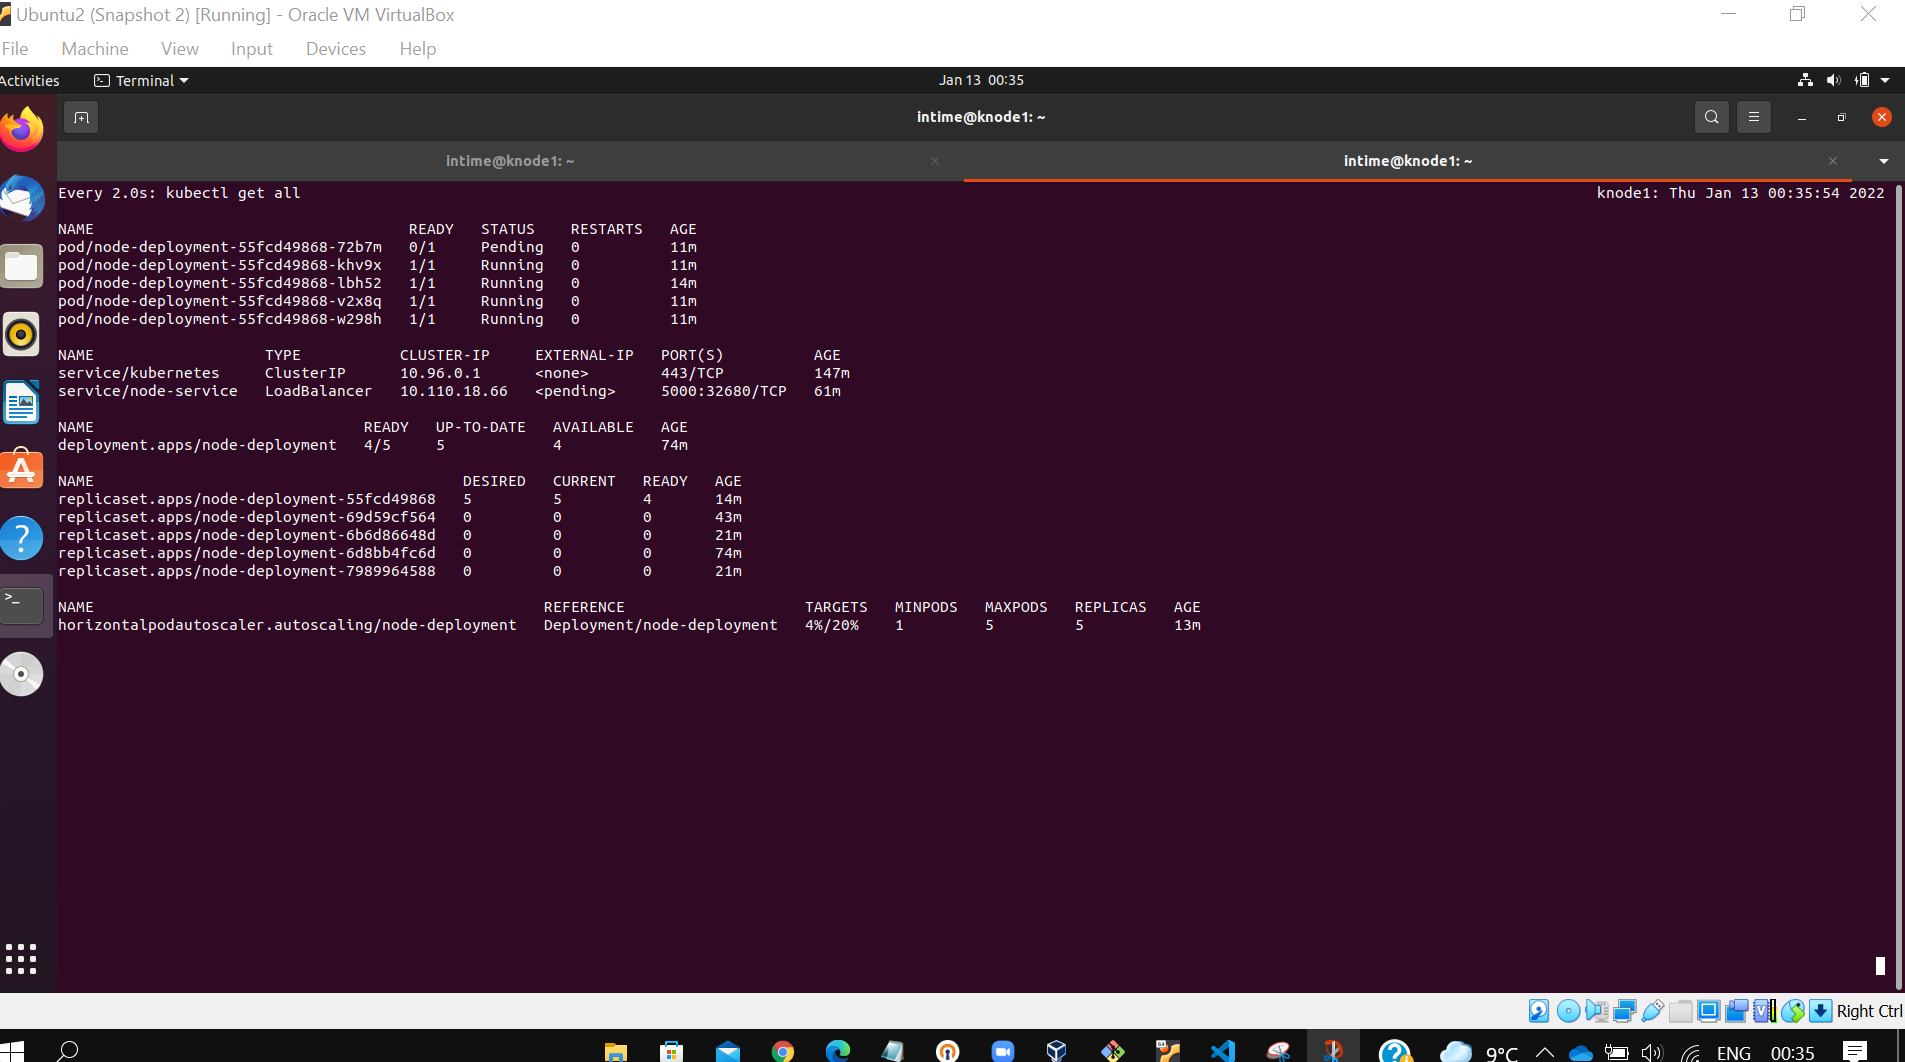 Ubuntu2 (Snapshot 2) [Running] - Oracle VM VirtualBox
File Machine View Input Devices Help
Activities Terminal Jan 13 00:35
intime@knode1: ~
intime@knode1: ~ intime@knode1: ~
Every 2.0s: kubectl get all knode1: Thu Jan 13 00:35:54 2022
NAME READY STATUS RESTARTS AGE
pod/node-deployment-55fcd49868-72b7m 0/1 Pending 0 11m
pod/node-deployment-55fcd49868-khv9x 1/1 Running 0 11m
pod/node-deployment-55fcd49868-lbh52 1/1 Running 0 14m
pod/node-deployment-55fcd49868-v2x8q 1/1 Running 0 11m
pod/node-deployment-55fcd49868-w298h 1/1 Running 0 11m
NAME TYPE CLUSTER-IP EXTERNAL-IP PORT(S) AGE
service/kubernetes ClusterIP 10.96.0.1 <none> 443/TCP 147m
service/node-service LoadBalancer 10.110.18.66 <pending> 5000:32680/TCP 61m
NAME READY UP-TO-DATE AVAILABLE AGE
deployment.apps/node-deployment 4/5 5 4 74m
NAME DESIRED CURRENT READY AGE
replicaset.apps/node-deployment-55fcd49868 5 5 4 14m
replicaset.apps/node-deployment-69d59cf564 0 0 0 43m
replicaset.apps/node-deployment-6b6d86648d 0 0 0 21m
replicaset.apps/node-deployment-6d8bb4fc6d 0 0 0 74m
replicaset.apps/node-deployment-7989964588 0 0 0 21m
NAME REFERENCE TARGETS MINPODS MAXPODS REPLICAS AGE
horizontalpodautoscaler.autoscaling/node-deployment Deployment/node-deployment 4%/20% 1 5 5 13m
Right Ctrl
9°C ENG 00:35